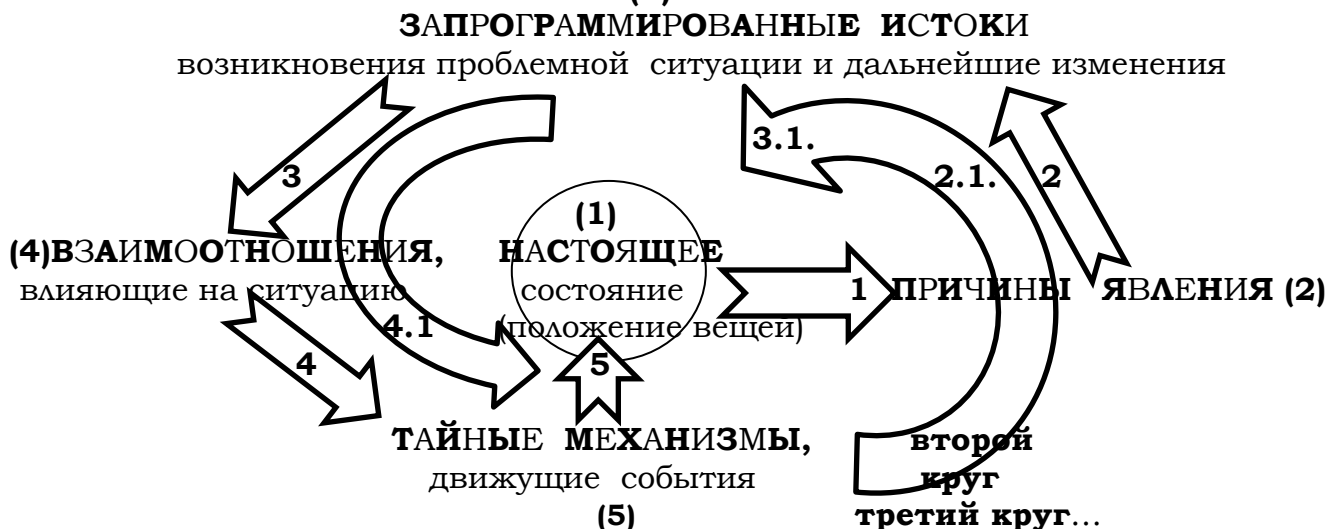 ЗАПРОГРАММИРОВАННЫЕ ИСТОКИ
возникновения проблемной ситуации и дальнейшие изменения
3.1.
3
2.1.
2
(1)
(4)ВЗАИМООТНОШЕНИЯ,
НАСТОЯЩЕЕ
влияющие на ситуацию
состояние
1
ПРИЧИНЫ ЯВЛЕНИЯ (2)
4.1
(положение вещей)
4
5
ТАЙНЫЕ МЕХАНИЗМЫ,
второй
движущие события
круг
(5)
третий круг...